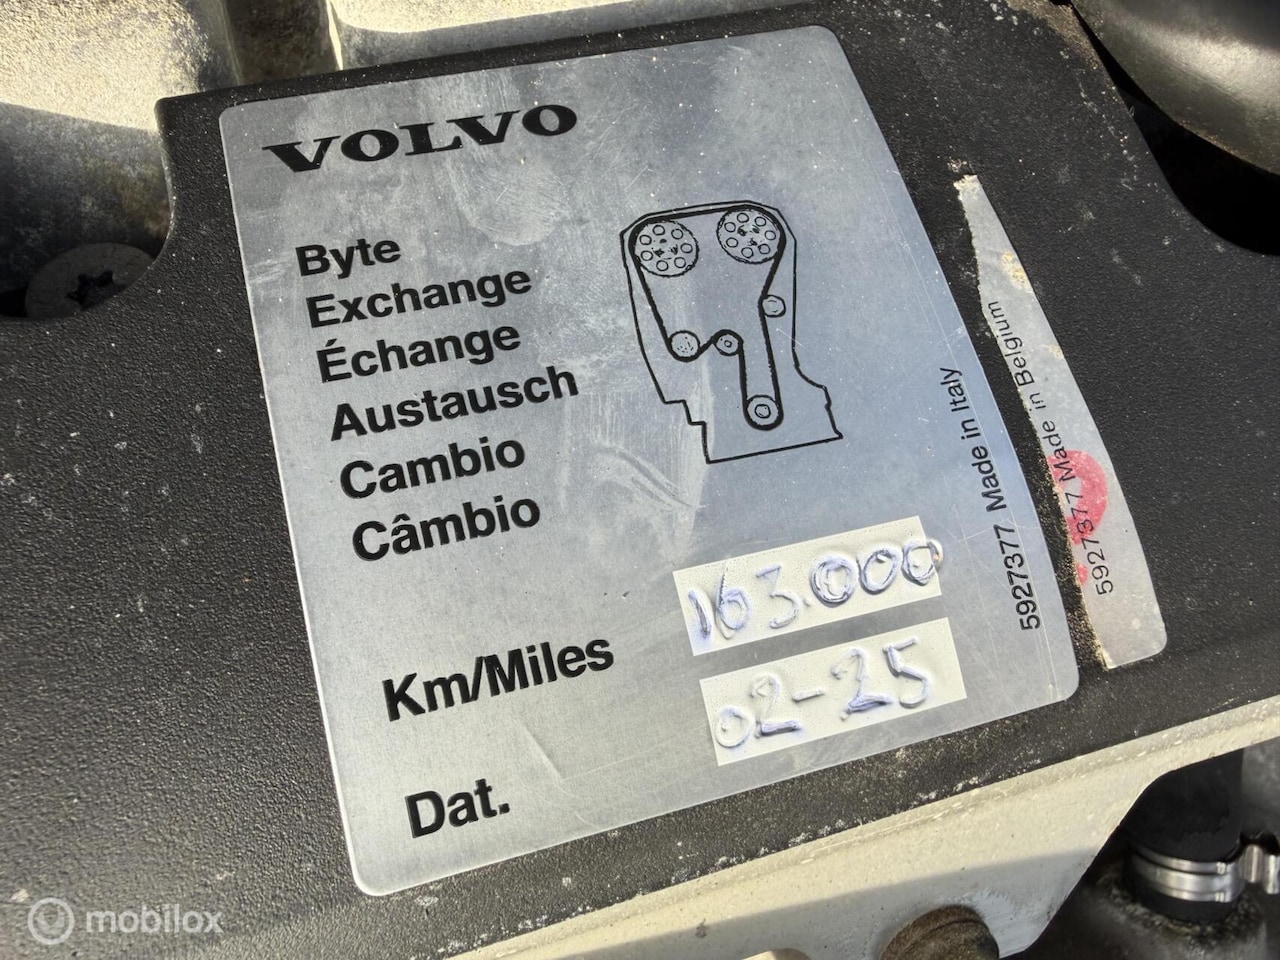 VOLVO
Byte
Exchange
Échange
Austausch
Cambio
Câmbio
Km/Miles
163.000
Dat.
02-25
5927377 Made in Italy
5927377 Made in Belgium
mobilox